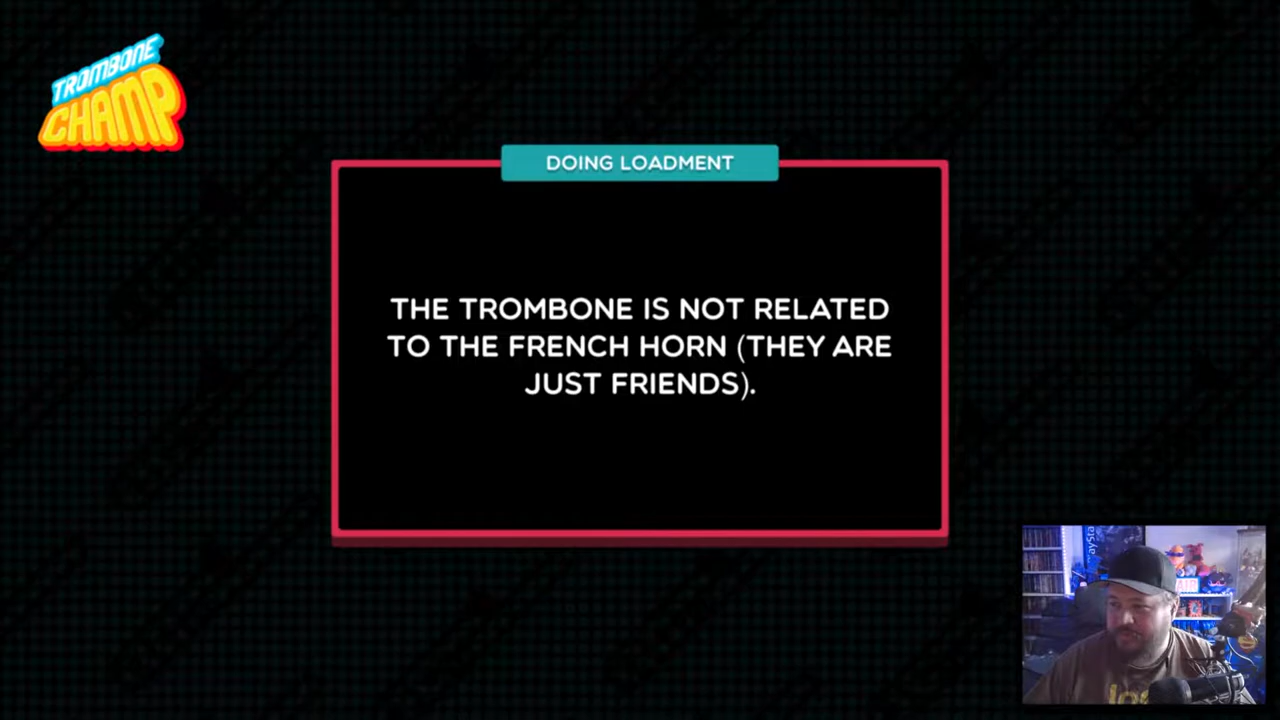 TROMBONE
CHAMP
DOING LOADMENT
THE TROMBONE IS NOT RELATED
TO THE FRENCH HORN (THEY ARE
JUST FRIENDS).